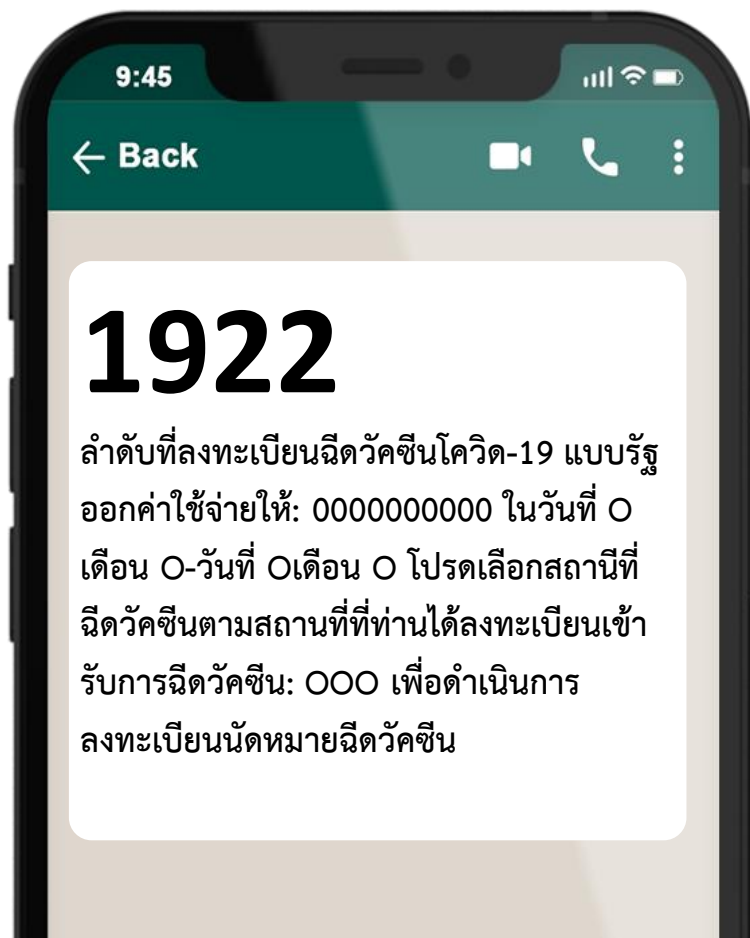 9:45
← Back
1922
ลำดับที่ลงทะเบียนฉีดวัคซีนโควิด-19 แบบรัฐ
ออกค่าใช้จ่ายให้: 0000000000 ในวันที่ O
เดือน O-วันที่ Oเดือน O โปรดเลือกสถานีที่
ฉีดวัคซีนตามสถานที่ที่ท่านได้ลงทะเบียนเข้า
รับการฉีดวัคซีน: OOO เพื่อดำเนินการ
ลงทะเบียนนัดหมายฉีดวัคซีน